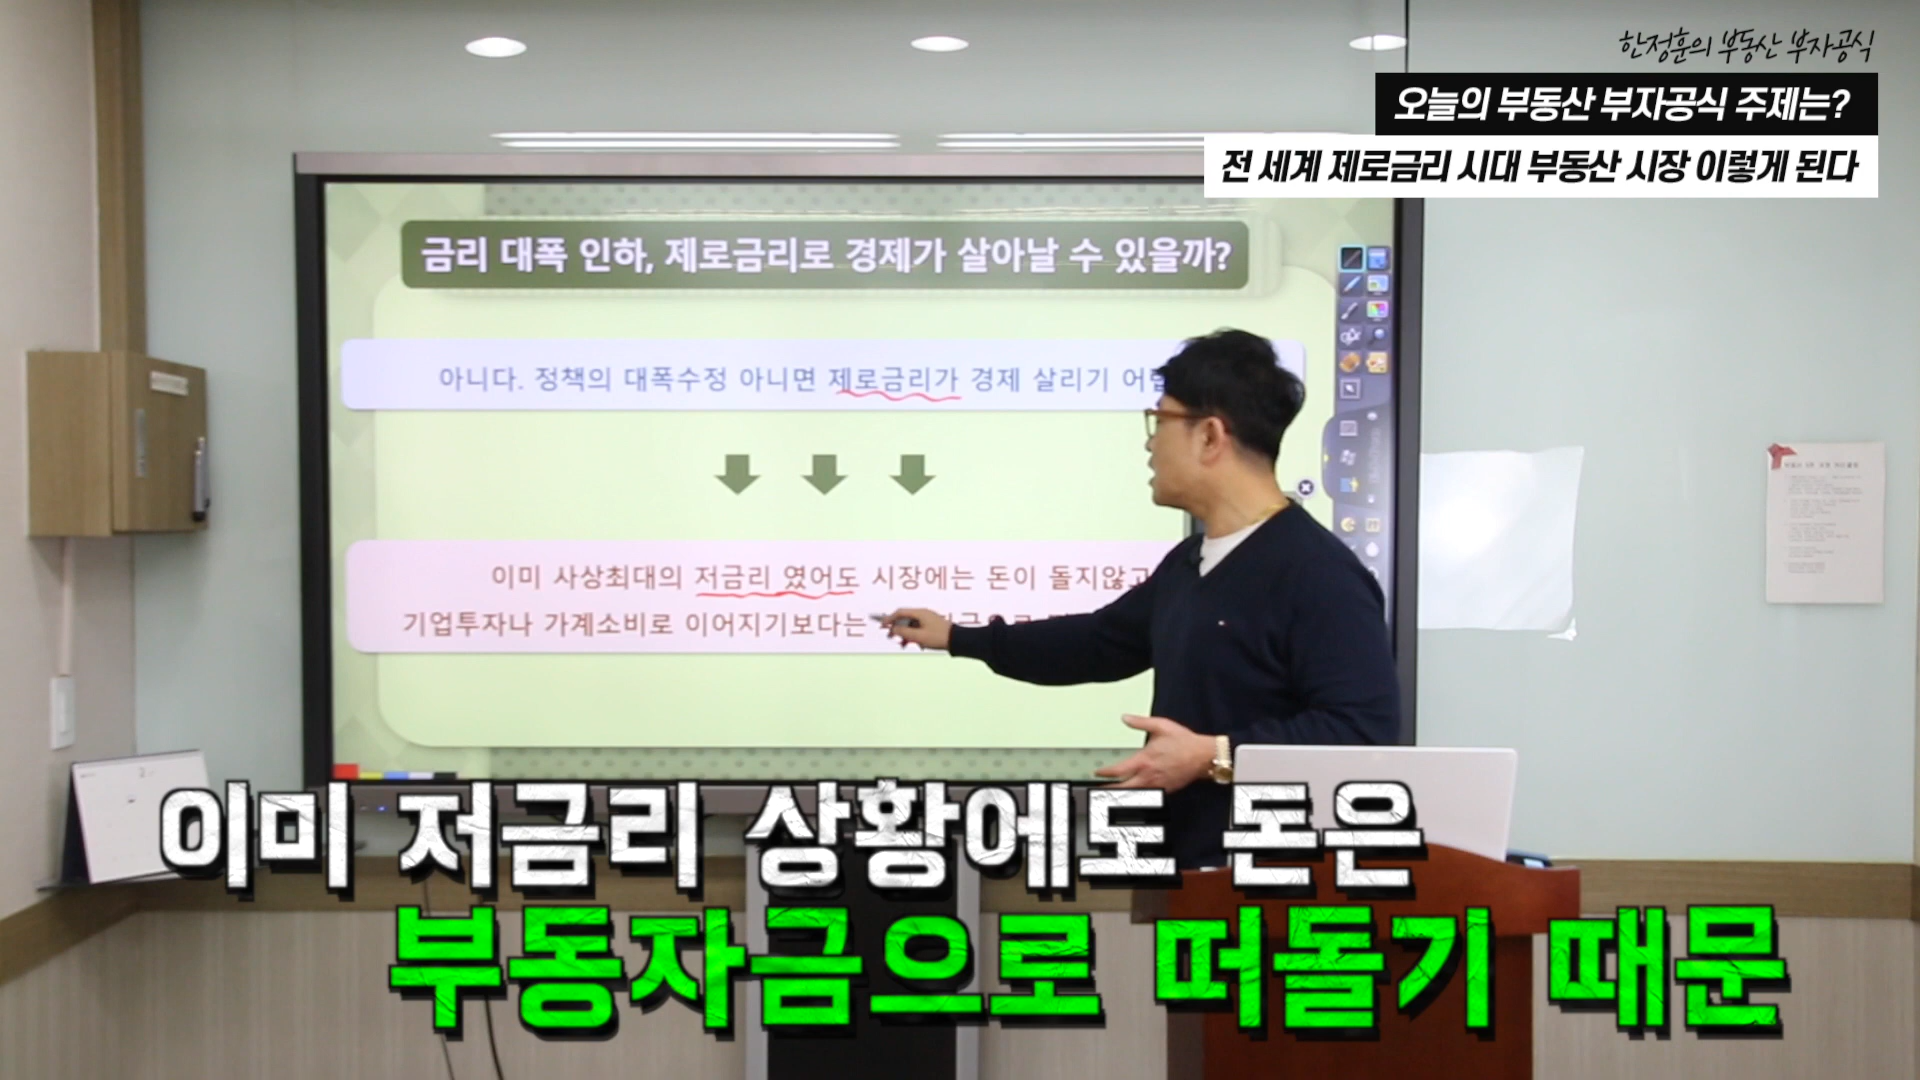 한정훈의 부동산 부자공식
오늘의 부동산 부자공식 주제는?
전 세계 제로금리 시대 부동산 시장 이렇게 된다
금리 대폭 인하, 제로금리로 경제가 살아날 수 있을까?
아니다. 정책의 대폭수정 아니면 제로금리가 경제 살리기
이미 사상최대의 저금리 였어도 시장에는 돈이 돌지않고
기업투자나 가계소비로 이어지기보다는
이미 저금리 상황에도 돈은
부동자금으로 떠돌기 때문